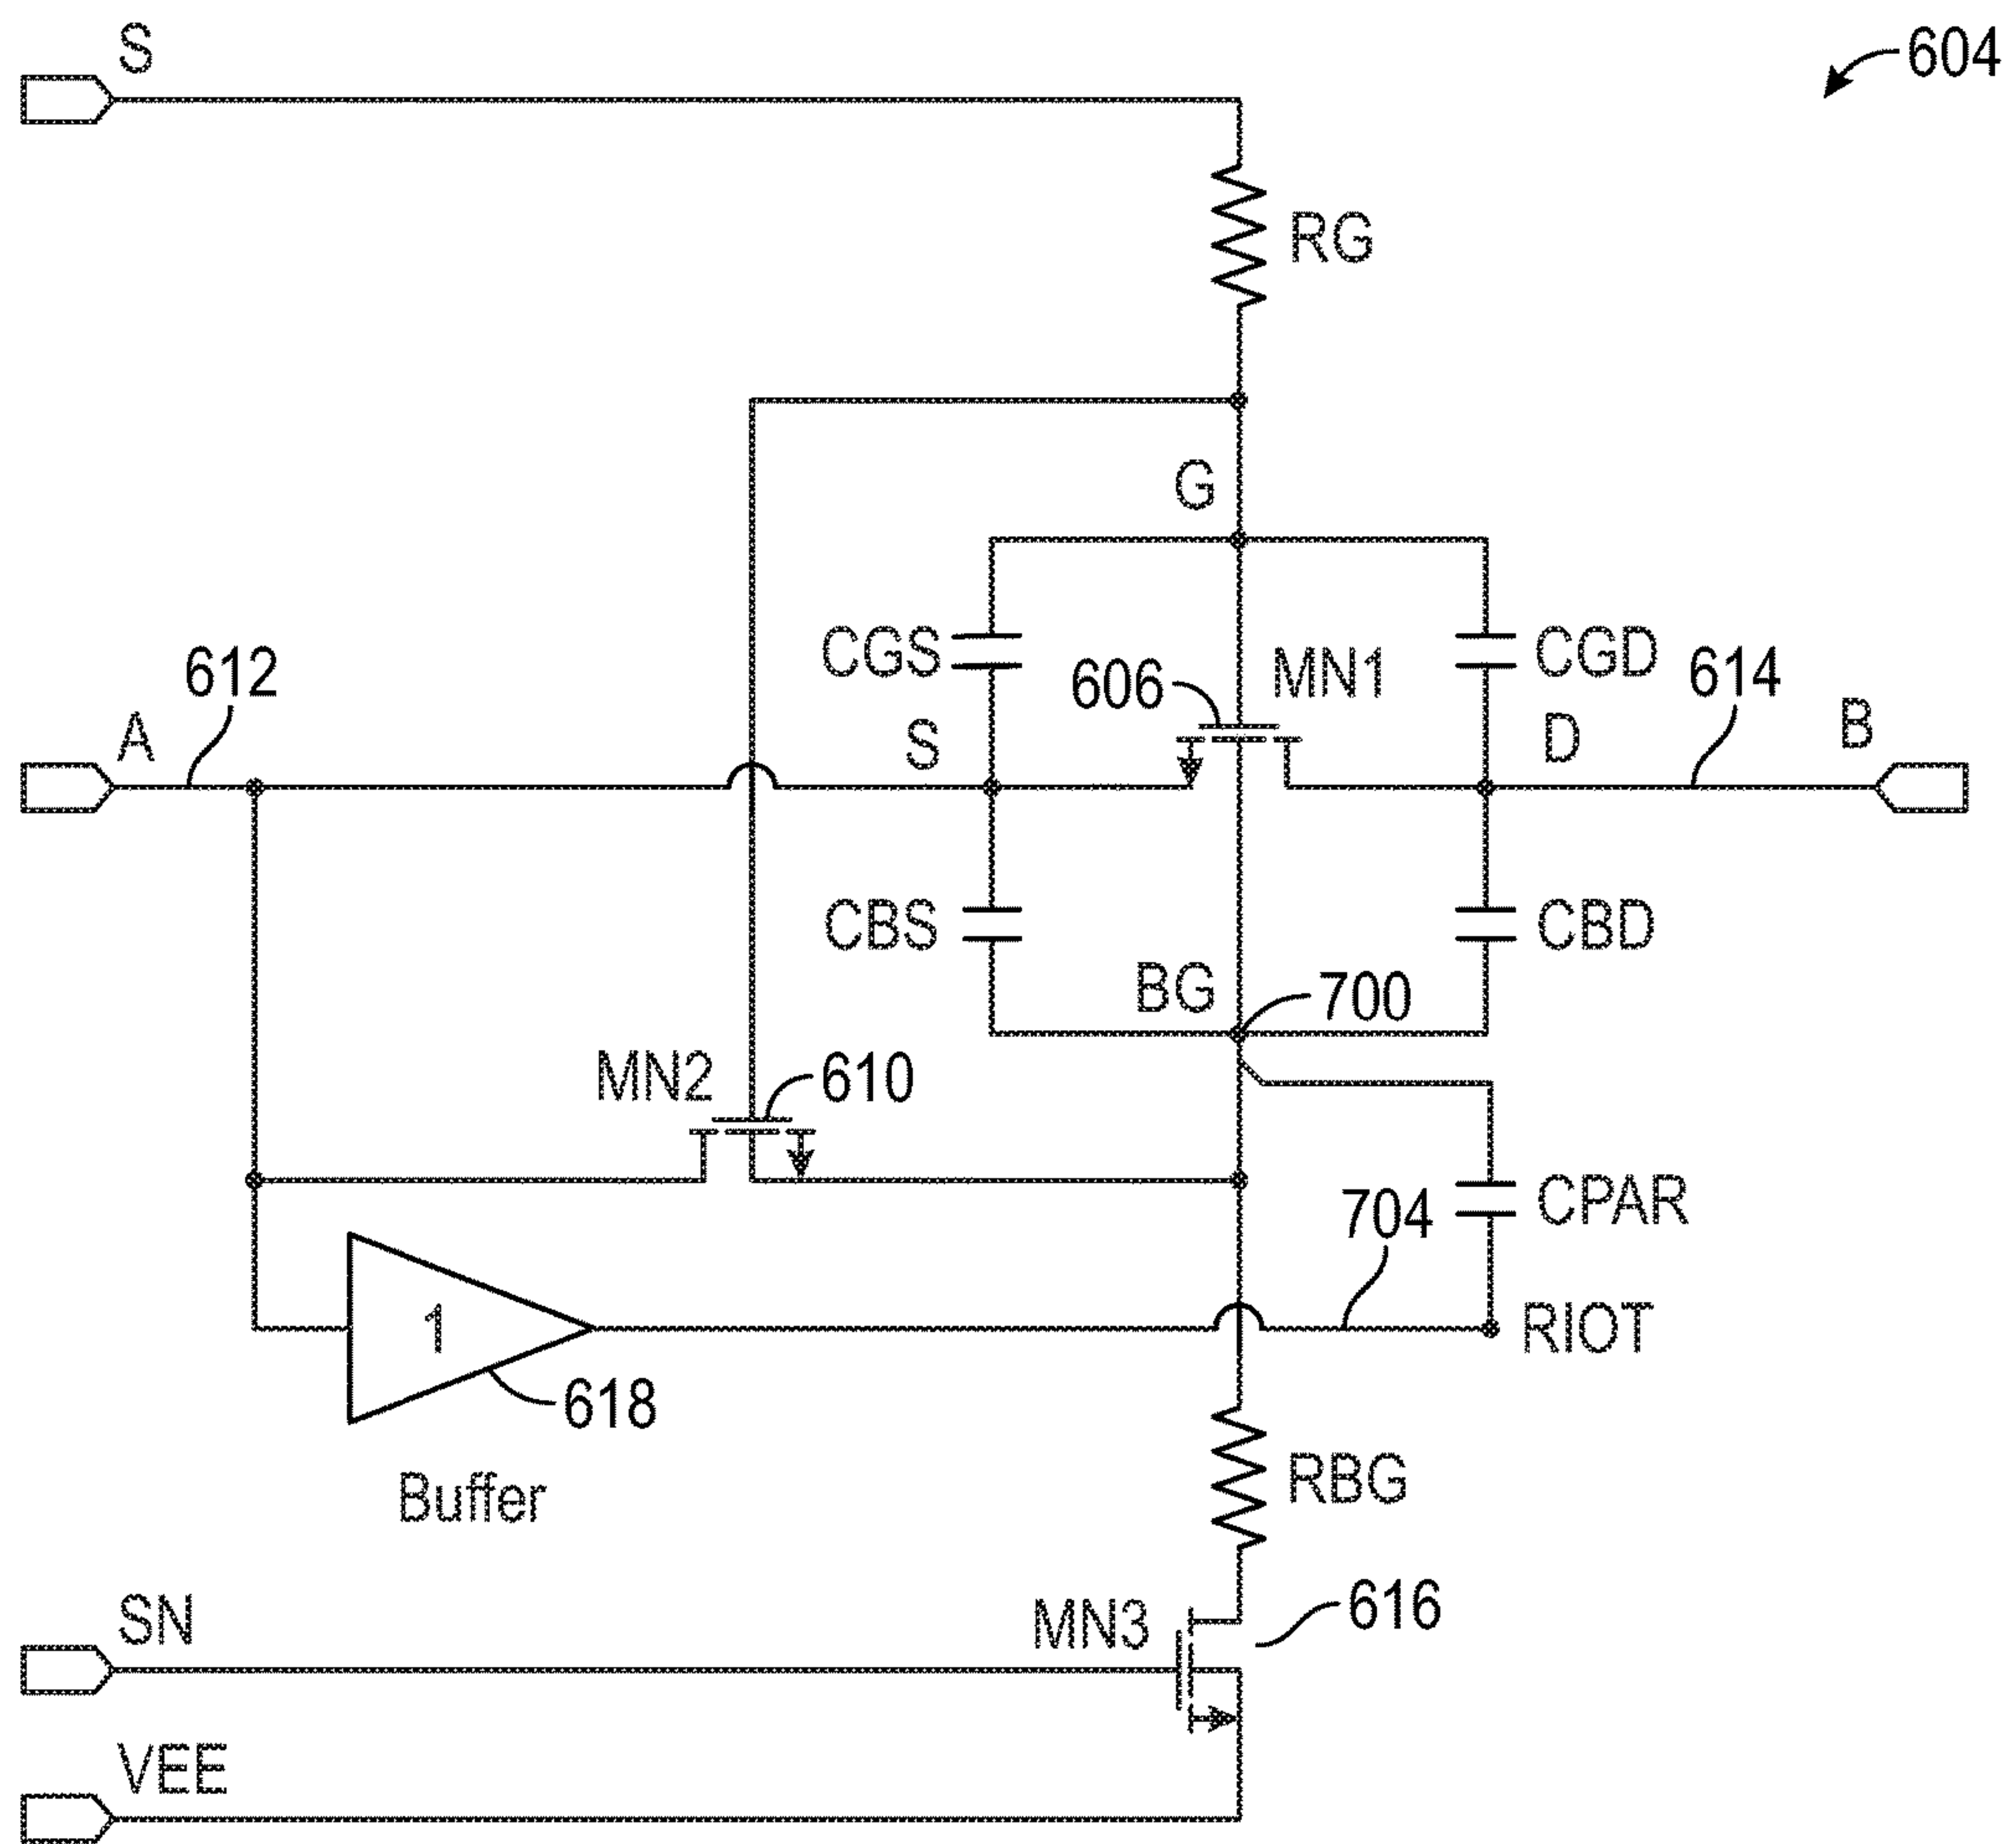 S
604
RG
G
CGS
CGD
606
MN1
612
614
A
S
D
B
CBS
CBD
BG
700
MN2
610
CPAR
704
1
RIOT
618
Buffer
RBG
SN
MN3
616
VEE